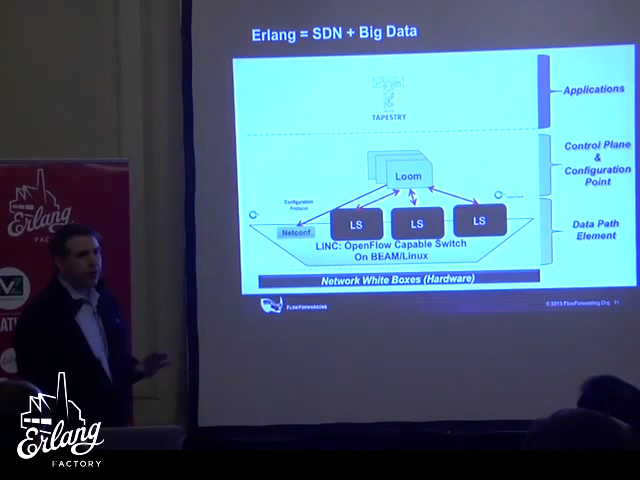 Erlang = SDN + Big Data
TAPESTRY
Applications
Loom
Control Plane
&
Configuration
Point
Configuration
Protocol
Netconf
LS
LS
LS
LINC: OpenFlow Capable Switch
On BEAM/Linux
Data Path
Element
Network White Boxes (Hardware)
FLOWFORWARDING
© 2013 FlowForwarding.Org 11
Erlang
FACTORY
Erlang
FACTORY